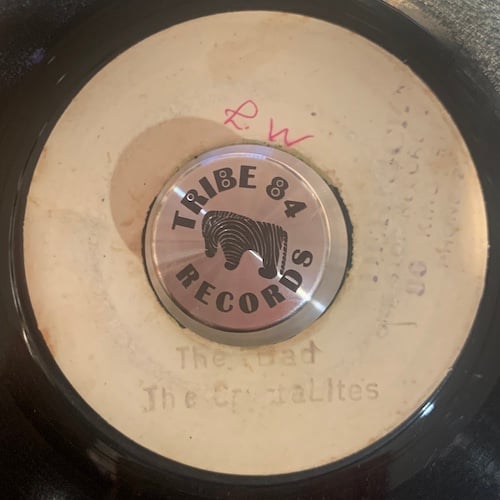 R.W
TRIBE 84
RECORDS
The Bad
The CrystaLites